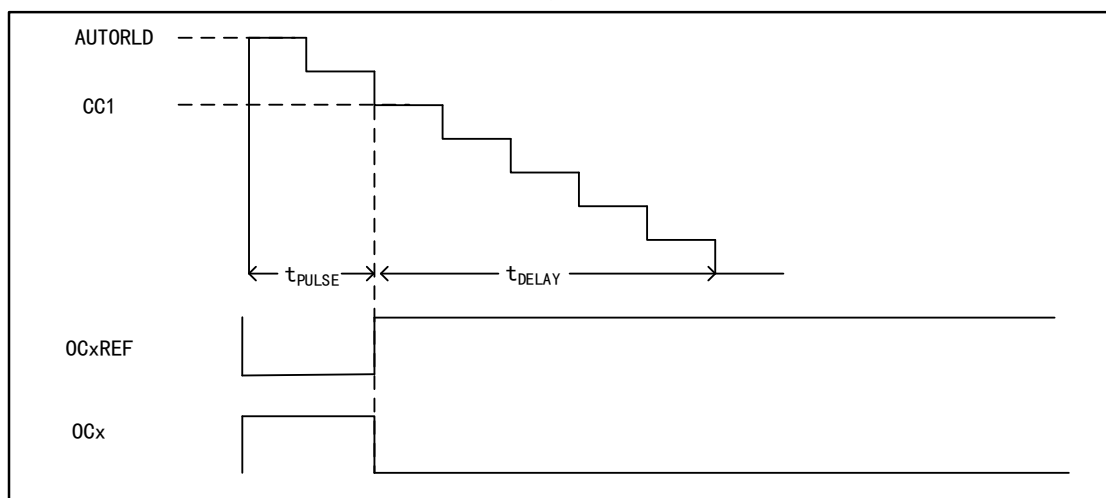 AUTORLD
CC1
tPULSE
tDELAY
OCxREF
OCx